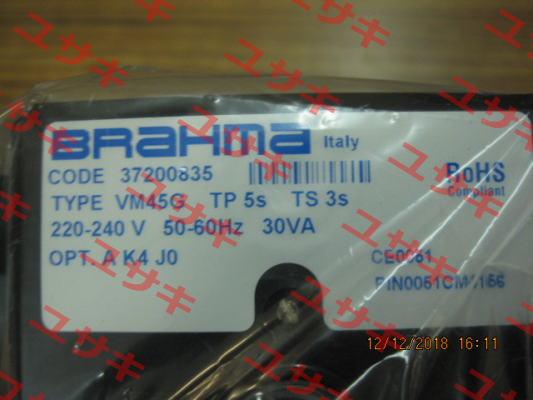 BRAHMA Italy
CODE 37200835
RoHS
Compliant
TYPE VM45G TP 5s TS 3s
220-240 V 50-60Hz 30VA
OPT. A K4 J0
CE0051
12/12/2018 16:11
ユサキ